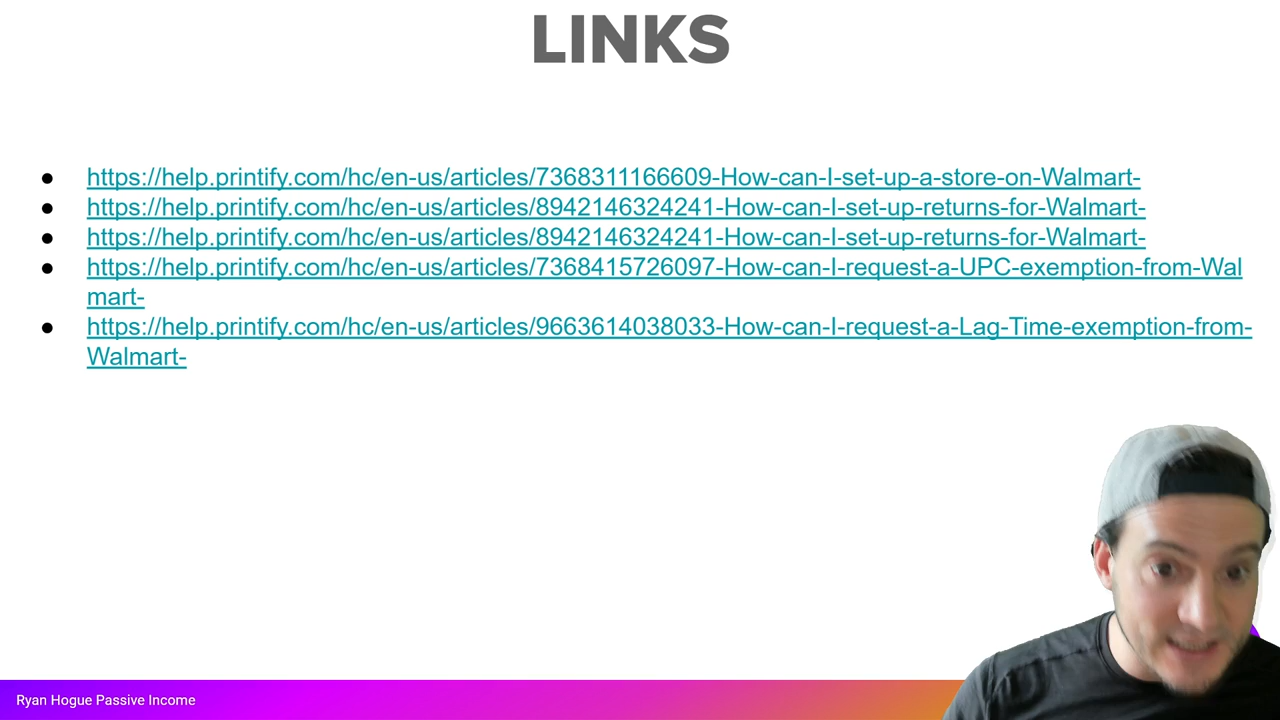 LINKS
https://help.printify.com/hc/en-us/articles/7368311166609-How-can-I-set-up-a-store-on-Walmart-
https://help.printify.com/hc/en-us/articles/8942146324241-How-can-I-set-up-returns-for-Walmart-
https://help.printify.com/hc/en-us/articles/8942146324241-How-can-I-set-up-returns-for-Walmart-
https://help.printify.com/hc/en-us/articles/7368415726097-How-can-I-request-a-UPC-exemption-from-Wal
mart-
https://help.printify.com/hc/en-us/articles/9663614038033-How-can-I-request-a-Lag-Time-exemption-from-
Walmart-
Ryan Hogue Passive Income